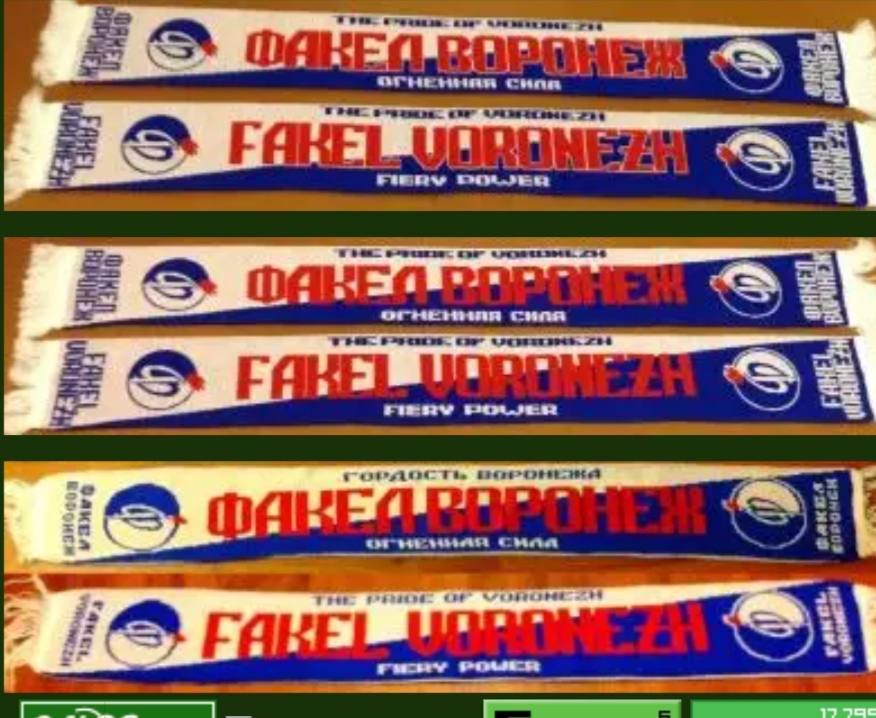 THE PRIDE OF VORONEZH
ФАКЕЛ ВОРОНЕЖ
ФАКЕЛ ВОРОНЕЖ
ОГНЕННАЯ СИЛА
ФАКЕЛ ВОРОНЕЖ
THE PRIDE OF VORONEZH
FAKEL VORONEZH
FAKEL VORONEZH
FIERY POWER
FAKEL VORONEZH
THE PRIDE OF VORONEZH
ФАКЕЛ ВОРОНЕЖ
ФАКЕЛ ВОРОНЕЖ
ОГНЕННАЯ СИЛА
ФАКЕЛ ВОРОНЕЖ
THE PRIDE OF VORONEZH
FAKEL VORONEZH
FAKEL VORONEZH
FIERY POWER
FAKEL VORONEZH
ГОРДОСТЬ ВОРОНЕЖА
ФАКЕЛ ВОРОНЕЖ
ФАКЕЛ ВОРОНЕЖ
ОГНЕННАЯ СИЛА
ФАКЕЛ ВОРОНЕЖ
THE PRIDE OF VORONEZH
FAKEL VORONEZH
FAKEL VORONEZH
FIERY POWER
FAKEL VORONEZH